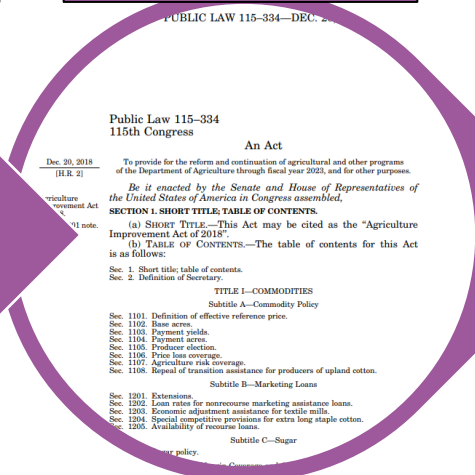 PUBLIC LAW 115–334—DEC. 20
Public Law 115–334
115th Congress
An Act
Dec. 20, 2018
[H.R. 2]
To provide for the reform and continuation of agricultural and other programs
of the Department of Agriculture through fiscal year 2023, and for other purposes.
Be it enacted by the Senate and House of Representatives of
the United States of America in Congress assembled,
SECTION 1. SHORT TITLE; TABLE OF CONTENTS.
(a) SHORT TITLE.—This Act may be cited as the “Agriculture
Improvement Act of 2018”.
(b) TABLE OF CONTENTS.—The table of contents for this Act
is as follows:
griculture
rovement Act
8.
01 note.
Sec. 1. Short title; table of contents.
Sec. 2. Definition of Secretary.
TITLE I—COMMODITIES
Subtitle A—Commodity Policy
Sec. 1101. Definition of effective reference price.
Sec. 1102. Base acres.
Sec. 1103. Payment yields.
Sec. 1104. Payment acres.
Sec. 1105. Producer election.
Sec. 1106. Price loss coverage.
Sec. 1107. Agriculture risk coverage.
Sec. 1108. Repeal of transition assistance for producers of upland cotton.
Subtitle B—Marketing Loans
Sec. 1201. Extensions.
Sec. 1202. Loan rates for nonrecourse marketing assistance loans.
Sec. 1203. Economic adjustment assistance for textile mills.
Sec. 1204. Special competitive provisions for extra long staple cotton.
Sec. 1205. Availability of recourse loans.
Subtitle C—Sugar
ar policy.